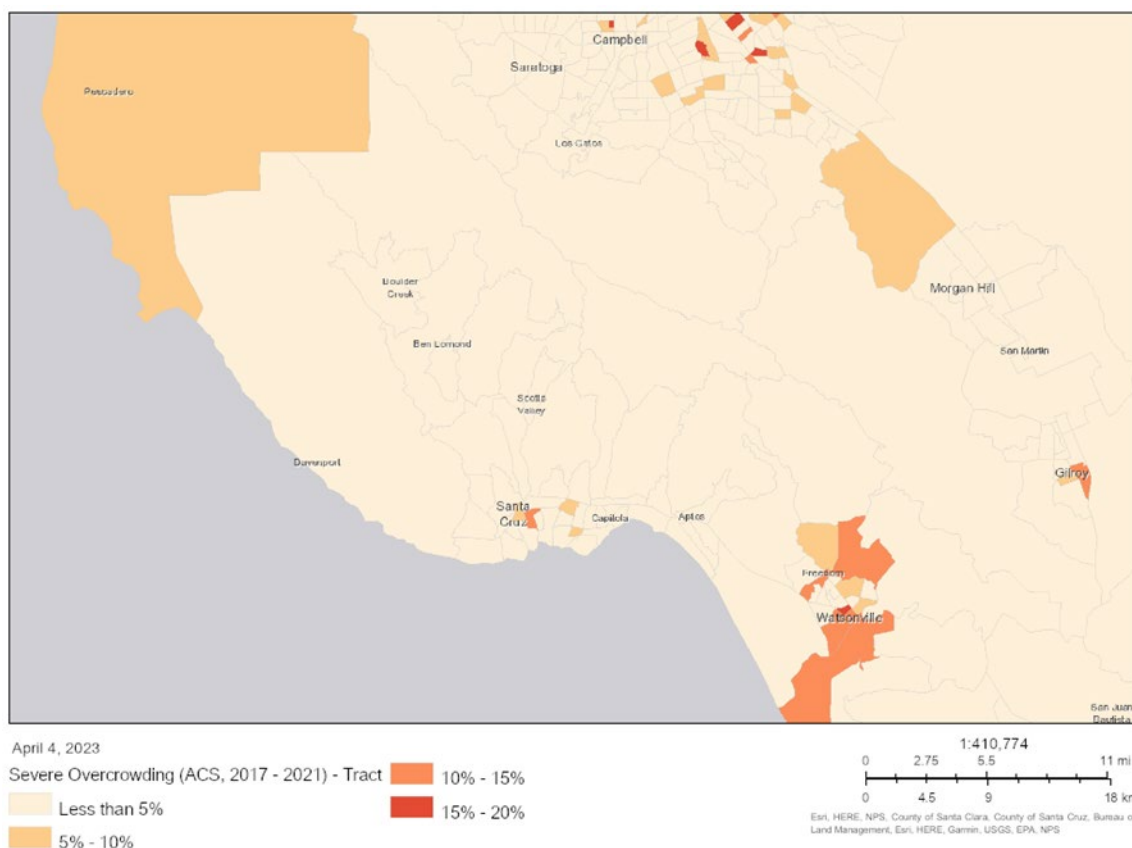 Campbell
Saratoga
Pescadero
Los Gatos
Boulder
Creek
Morgan Hill
Ben Lomond
San Martin
Scotts
Valley
Davenport
Gilroy
Santa
Cruz
Capitola
Aptos
Freedom
Watsonville
San Juan
Bautista
April 4, 2023
Severe Overcrowding (ACS, 2017 - 2021) - Tract
Less than 5%
5% - 10%
10% - 15%
15% - 20%
1:410,774
0 2.75 5.5 11 mi
0 4.5 9 18 km
Esri, HERE, NPS, County of Santa Clara, County of Santa Cruz, Bureau o
Land Management, Esri, HERE, Garmin, USGS, EPA, NPS